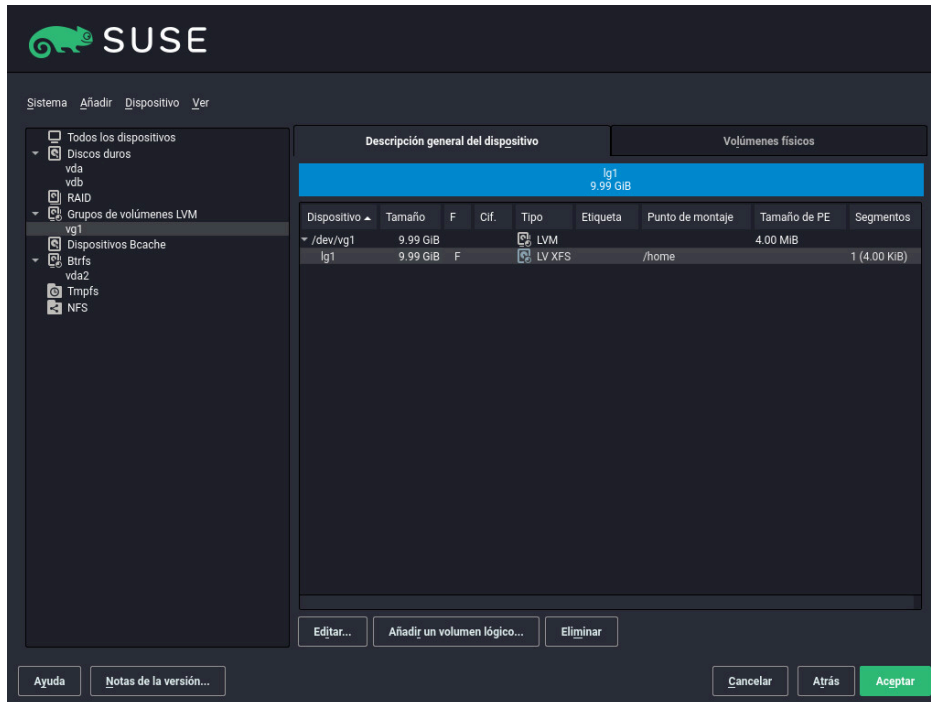 SUSE
Sistema Añadir Dispositivo Ver
Todos los dispositivos
Discos duros
vda
vdb
RAID
Grupos de volúmenes LVM
vg1
Dispositivos Bcache
Btrfs
vda2
Tmpfs
NFS
Descripción general del dispositivo Volúmenes físicos
lg1
9.99 GiB
Dispositivo Tamaño F Cif. Tipo Etiqueta Punto de montaje Tamaño de PE Segmentos
/dev/vg1 9.99 GiB LVM 4.00 MiB
lg1 9.99 GiB F LV XFS /home 1 (4.00 KiB)
Editar... Añadir un volumen lógico... Eliminar
Ayuda Notas de la versión... Cancelar Atrás Aceptar